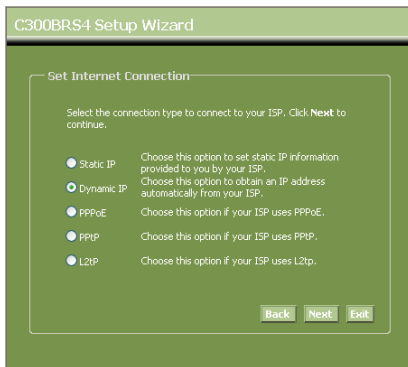 C300BRS4 Setup Wizard
Set Internet Connection
Select the connection type to connect to your ISP. Click Next to
continue.
Static IP
Choose this option to set static IP information
provided to you by your ISP.
Dynamic IP
Choose this option to obtain an IP address
automatically from your ISP.
PPPoE
Choose this option if your ISP uses PPPoE.
PPtP
Choose this option if your ISP uses PPtP.
L2tP
Choose this option if your ISP uses L2tp.
Back Next Exit